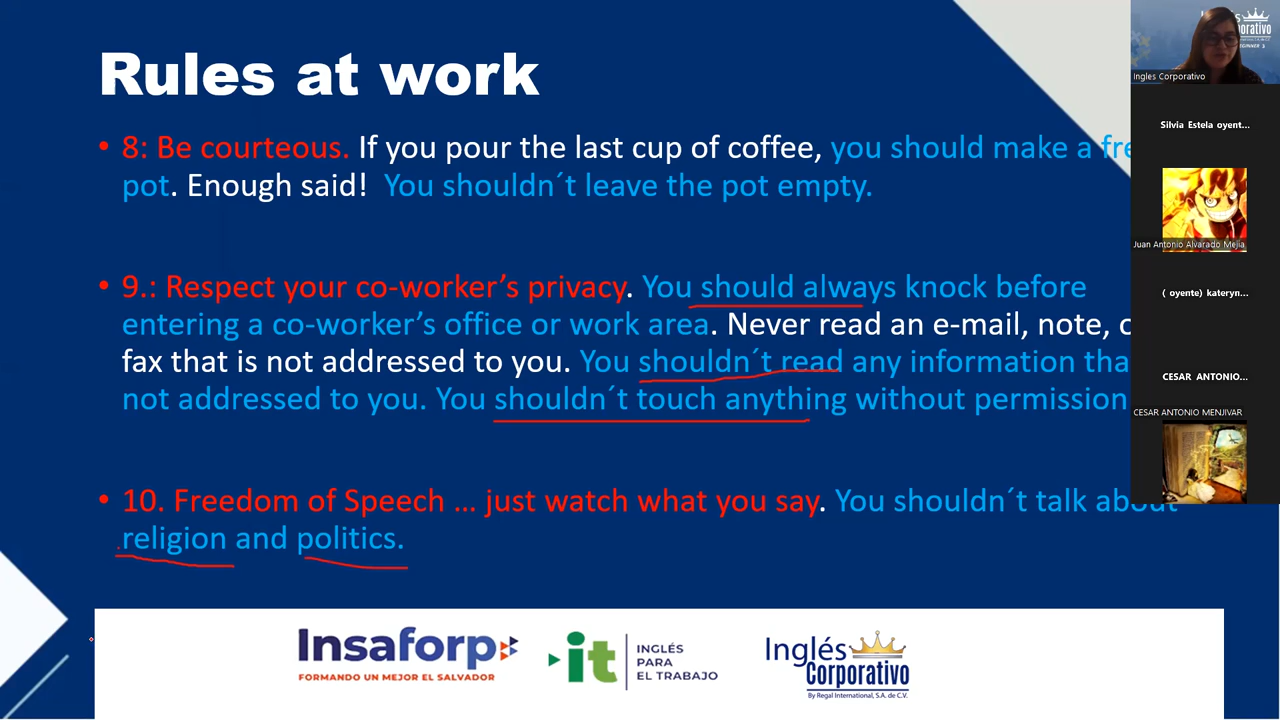 Rules at work
• 8: Be courteous. If you pour the last cup of coffee, you should make a
pot. Enough said! You shouldn´t leave the pot empty.
• 9.: Respect your co-worker’s privacy. You should always knock before
entering a co-worker’s office or work area. Never read an e-mail, note,
fax that is not addressed to you. You shouldn´t read any information
not addressed to you. You shouldn´t touch anything without permission
• 10. Freedom of Speech … just watch what you say. You shouldn´t talk about
religion and politics.
Insaforp
FORMANDO UN MEJOR EL SALVADOR
it
INGLÉS
PARA
EL TRABAJO
Inglés
Corporativo
By Regal International, S.A. de C.V.
Ingles Corporativo
Silvia Estela oyent...
Juan Antonio Alvarado Mejia
( oyente) kateryn...
CESAR ANTONIO...
CESAR ANTONIO MENJIVAR